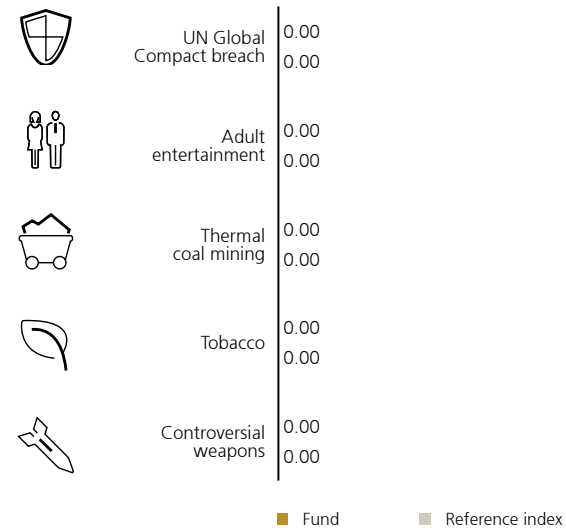 UN Global
Compact breach
0.00
0.00
Adult
entertainment
0.00
0.00
Thermal
coal mining
0.00
0.00
Tobacco
0.00
0.00
Controversial
weapons
0.00
0.00
Fund
Reference index